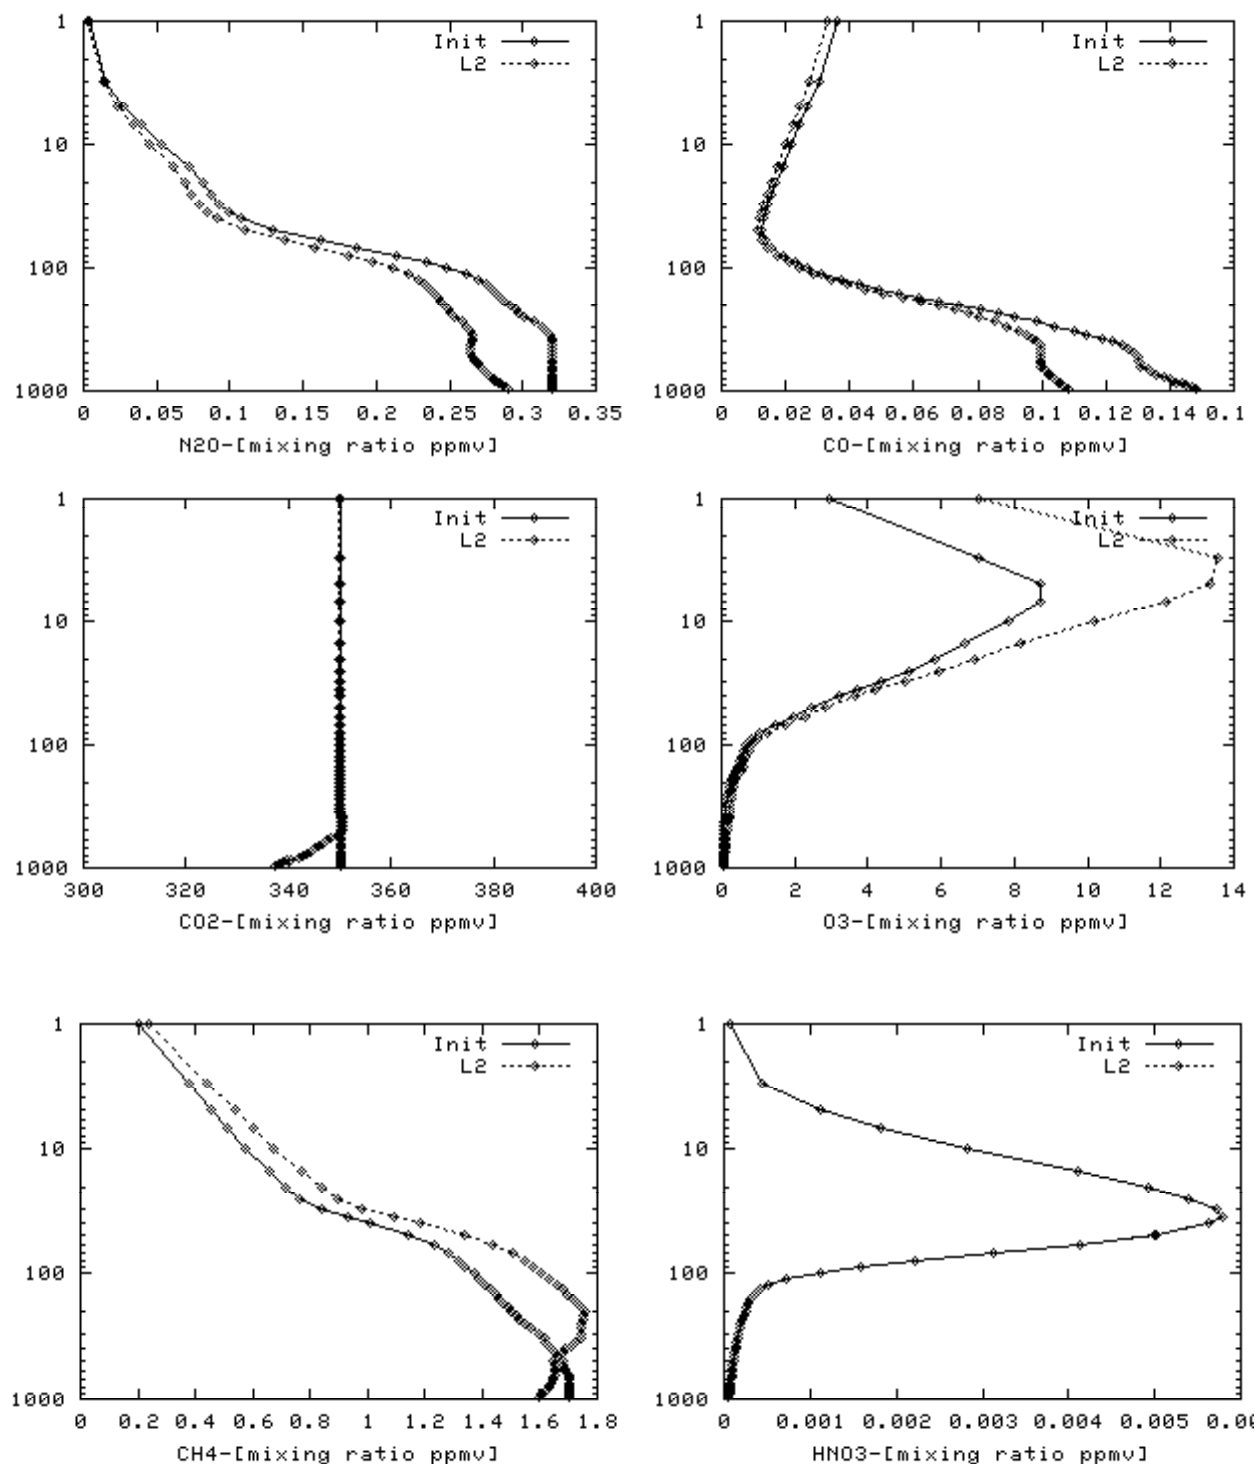 1
10
100
1000
Init
L2
0 0.05 0.1 0.15 0.2 0.25 0.3 0.35
N2O-[mixing ratio ppmv]
1
10
100
1000
Init
L2
0 0.02 0.04 0.06 0.08 0.1 0.12 0.14 0.1
CO-[mixing ratio ppmv]
1
10
100
1000
Init
L2
300 320 340 360 380 400
CO2-[mixing ratio ppmv]
1
10
100
1000
Init
L2
0 2 4 6 8 10 12 14
O3-[mixing ratio ppmv]
1
10
100
1000
Init
L2
0 0.2 0.4 0.6 0.8 1 1.2 1.4 1.6 1.8
CH4-[mixing ratio ppmv]
1
10
100
1000
Init
L2
0 0.001 0.002 0.003 0.004 0.005 0.00
HNO3-[mixing ratio ppmv]